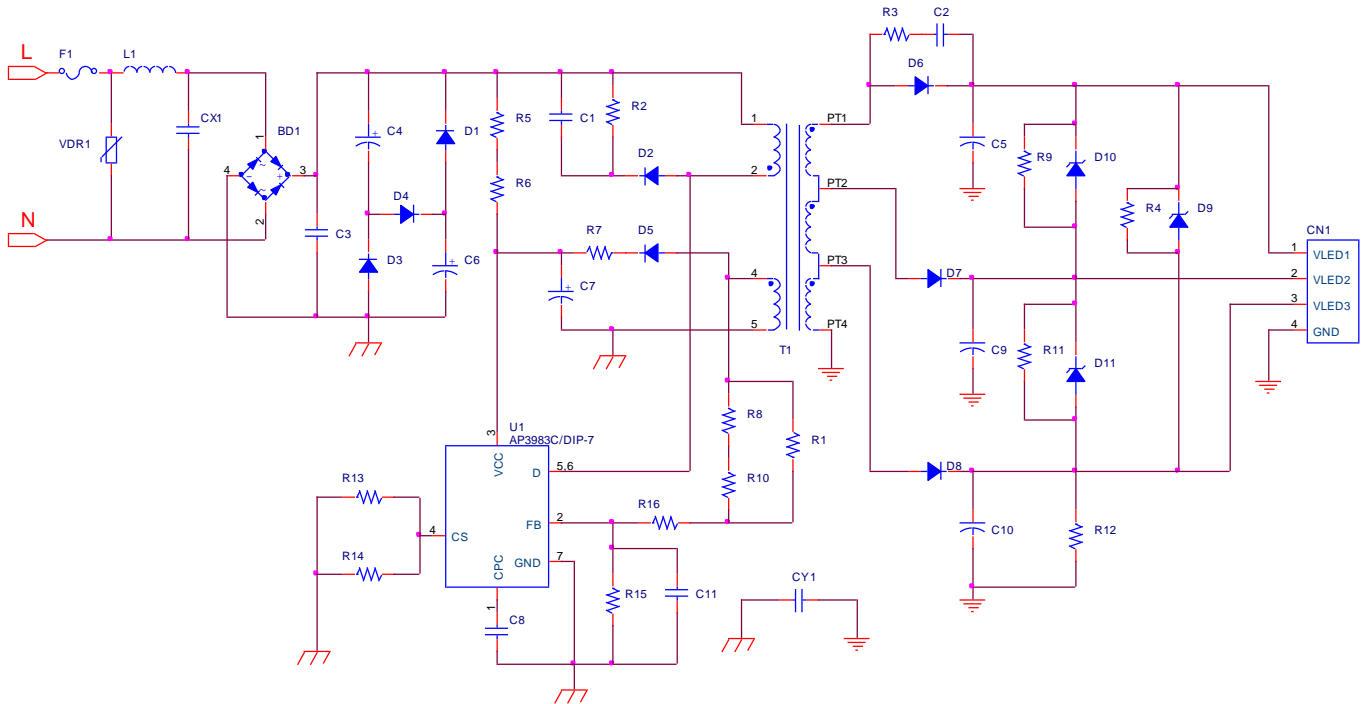 R3 C2
L F1 L1
D6
VDR1 CX1 BD1 1
C4 D1 R5 C1 R2
1 PT1
C5 R9 D10
D2
4 3
2 PT2
R6
D4
R4 D9
N 2
C3
CN1
R7 D5
1 VLED1
D3 C6
C7
4 PT3
D7
2 VLED2
3 VLED3
5 PT4
4 GND
T1
C9 R11 D11
U1
AP3983C/DIP-7
R8
R1
3
VCC
D 5,6
D8
R13
R10
R16
FB 2
4 CS
C10 R12
R14
CPC
GND 7
CY1
R15 C11
1
C8